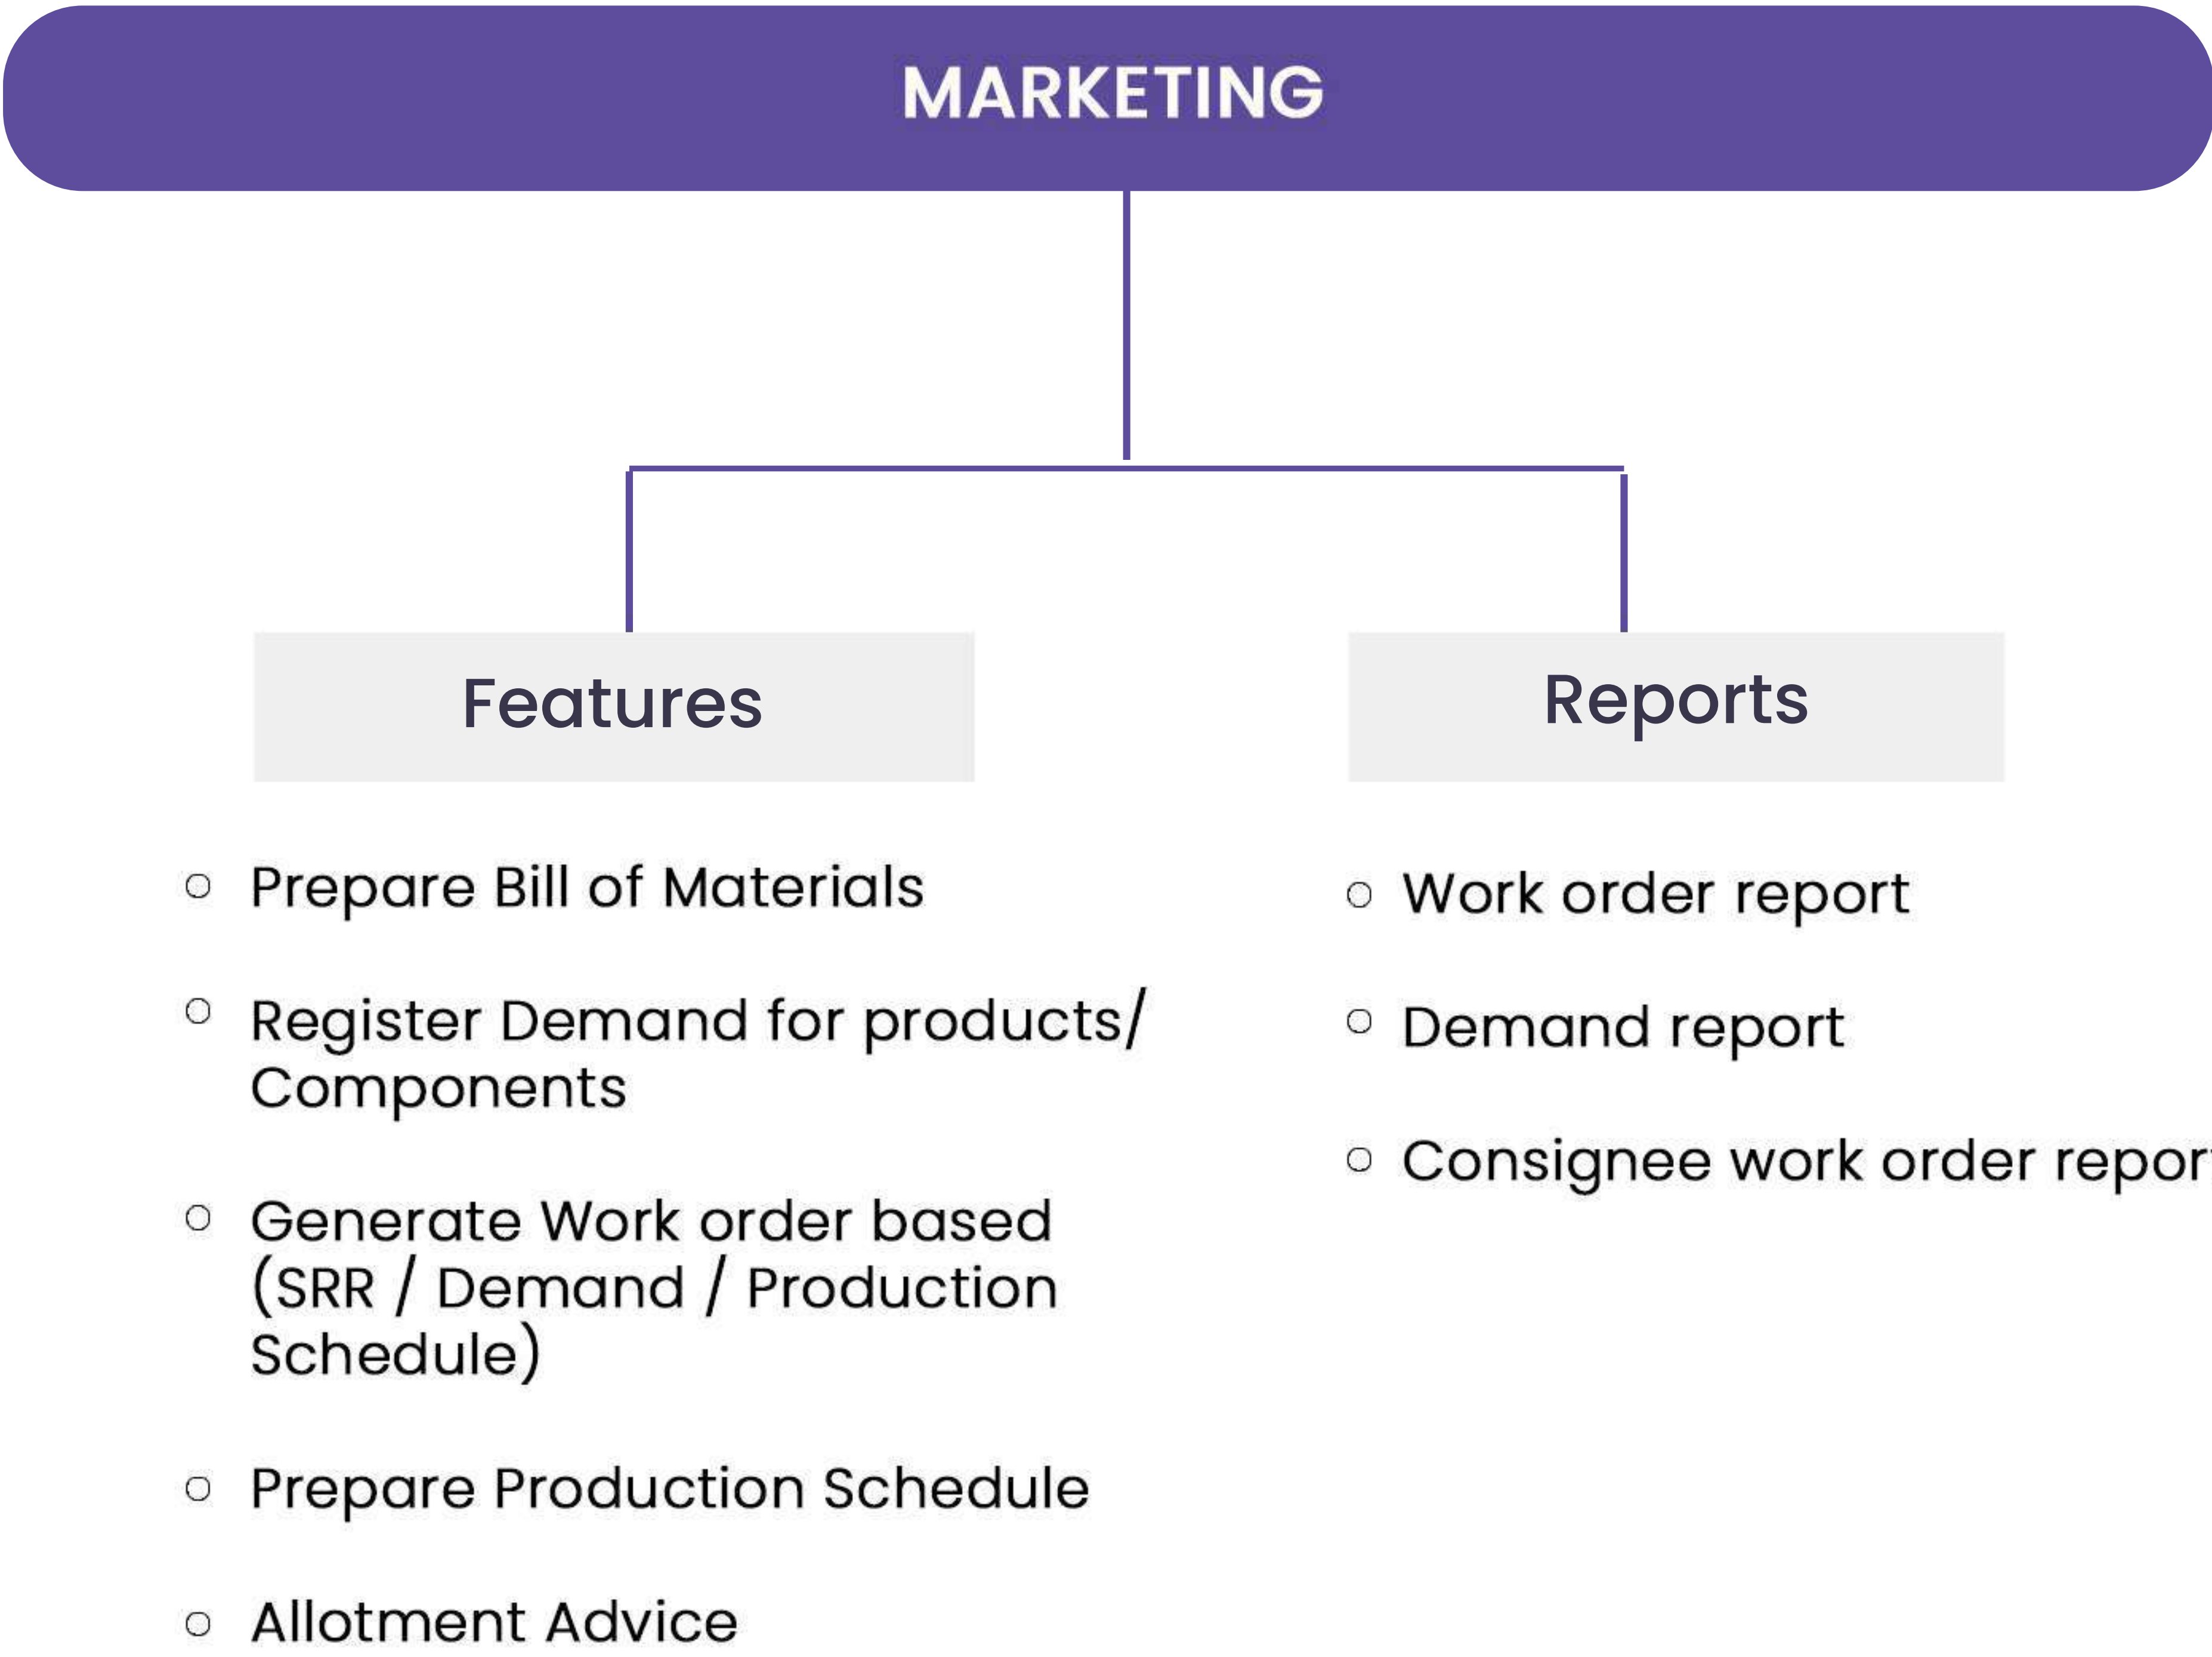 MARKETING
Features
Prepare Bill of Materials
Register Demand for products/
Components
Generate Work order based
(SRR / Demand / Production
Schedule)
Prepare Production Schedule
Allotment Advice
Reports
Work order report
Demand report
Consignee work order repor